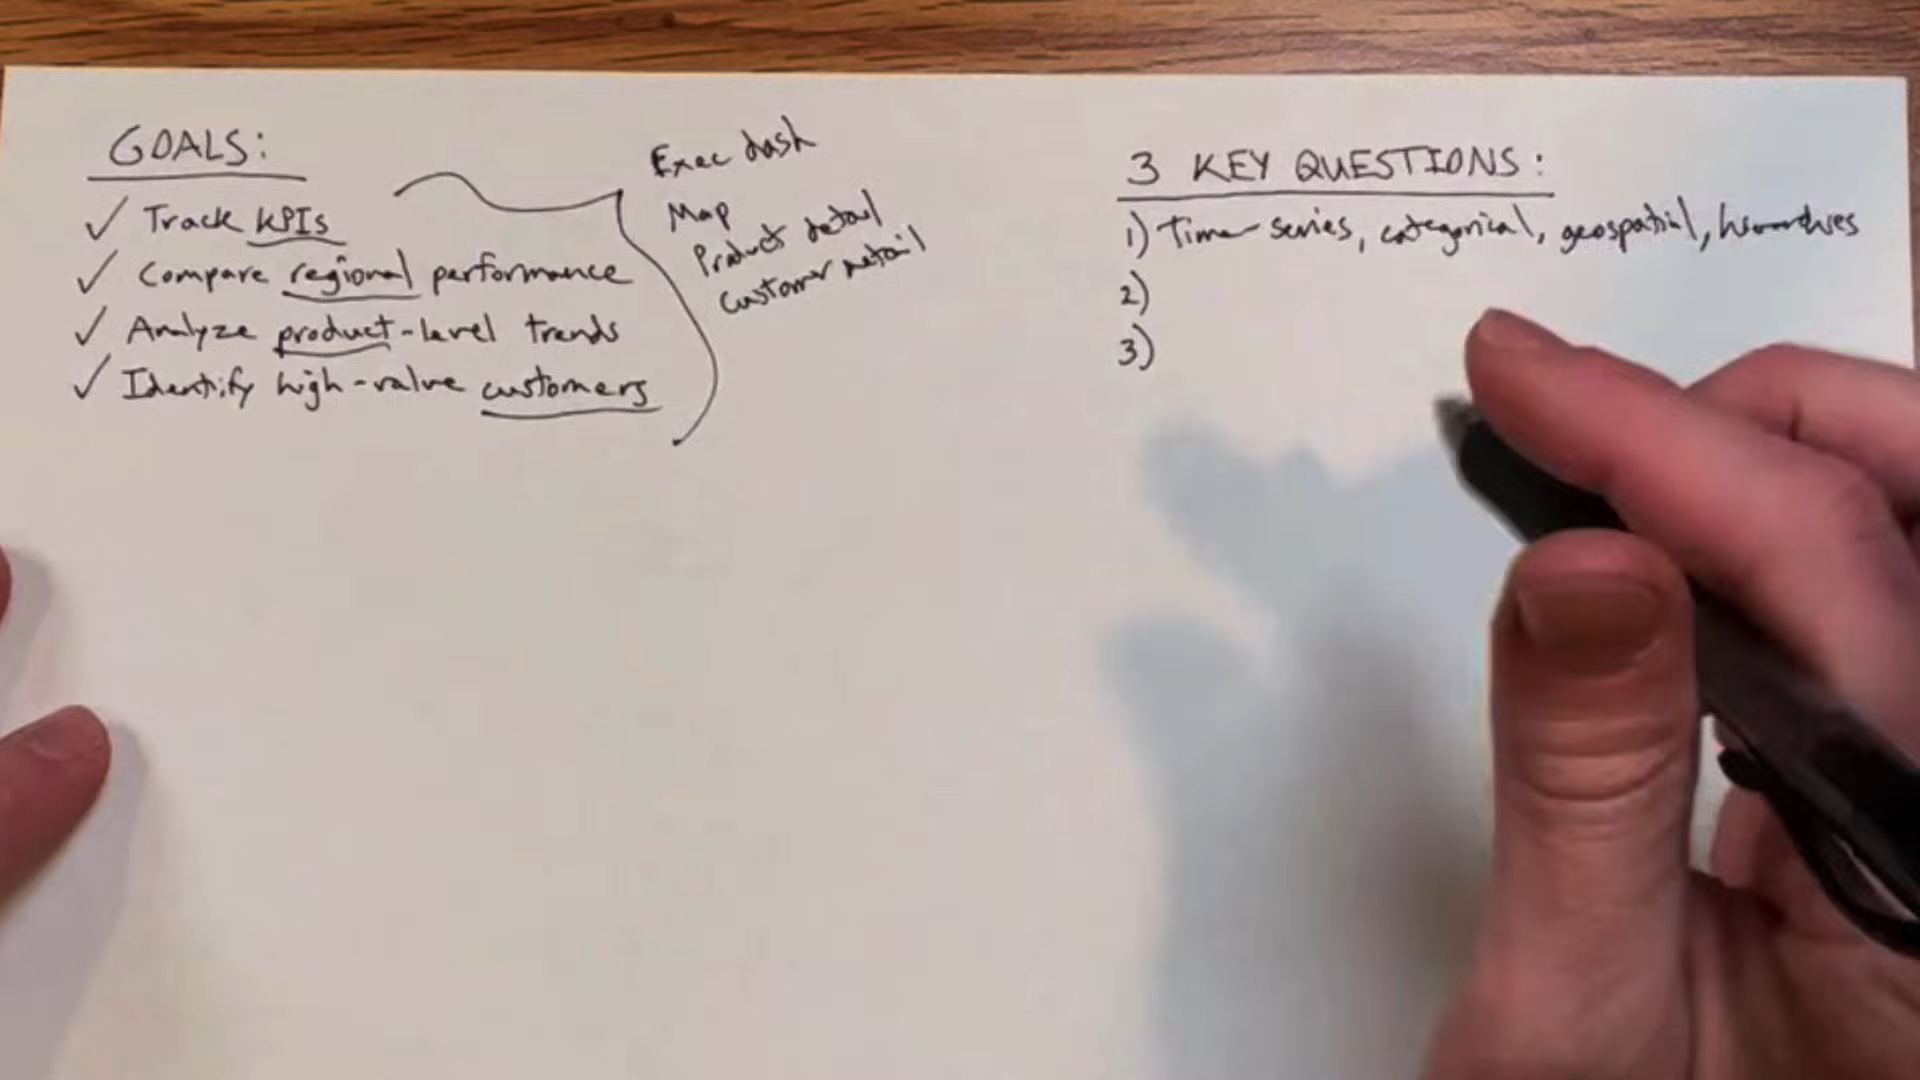 GOALS:
✓ Track KPIs
✓ Compare regional performance
✓ Analyze product-level trends
✓ Identify high-value customers
Exec dash
Map
Product detail
Customer detail
3 KEY QUESTIONS:
1) Time series, categorical, geospatial,
2)
3)